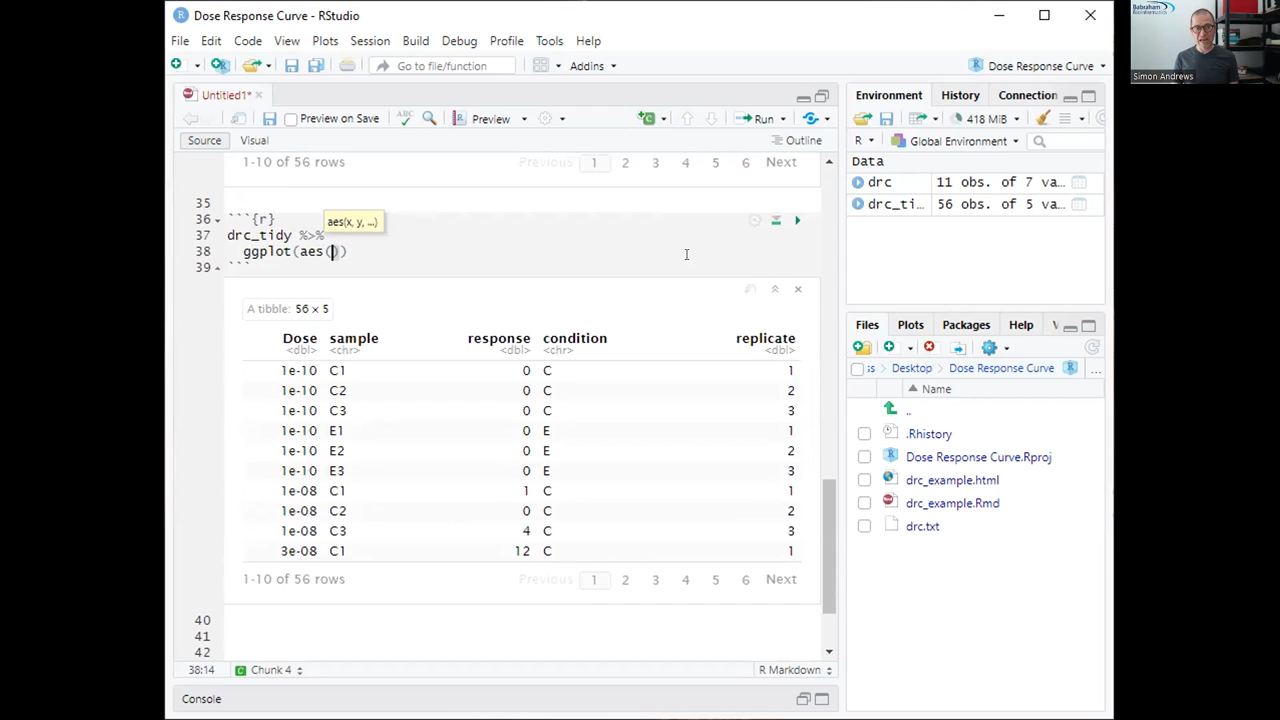 Dose Response Curve - RStudio
File Edit Code View Plots Session Build Debug Profile Tools Help
Go to file/function
Addins
Dose Response Curve
Untitled1*
Preview on Save
ABC
Preview
Run
Source Visual
Outline
1-10 of 56 rows
Previous 1 2 3 4 5 6 Next
35
36 ```{r}
aes(x, y, ...)
37 drc_tidy %>%
38 ggplot(aes())
39 ```
A tibble: 56 × 5
Dose sample response condition replicate
<dbl> <chr> <dbl> <chr> <dbl>
1e-10 C1 0 C 1
1e-10 C2 0 C 2
1e-10 C3 0 C 3
1e-10 E1 0 E 1
1e-10 E2 0 E 2
1e-10 E3 0 E 3
1e-08 C1 1 C 1
1e-08 C2 0 C 2
1e-08 C3 4 C 3
3e-08 C1 12 C 1
1-10 of 56 rows
Previous 1 2 3 4 5 6 Next
40
41
42
38:14 Chunk 4 R Markdown
Console
Environment History Connection
418 MiB
R Global Environment
Data
drc 11 obs. of 7 va...
drc_ti... 56 obs. of 5 va...
Files Plots Packages Help V
ss Desktop Dose Response Curve ...
Name
..
.Rhistory
Dose Response Curve.Rproj
drc_example.html
drc_example.Rmd
drc.txt
Babraham
Bioinformatics
Simon Andrews